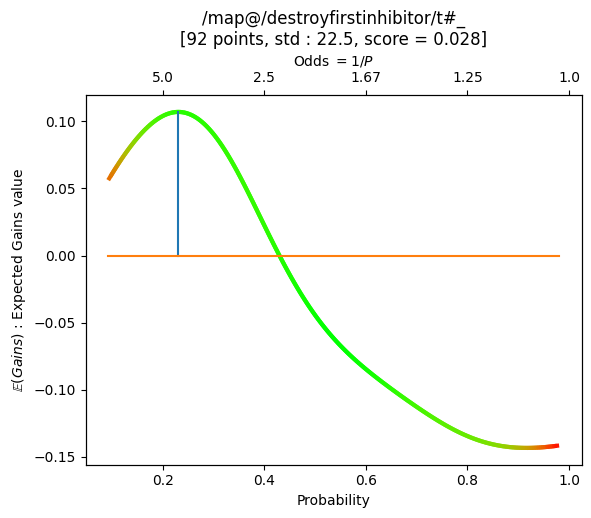 /map@/destroyfirstinhibitor/t#_
[92 points, std : 22.5, score = 0.028]
Odds = 1/P
5.0 2.5 1.67 1.25 1.0
0.10
0.05
0.00
−0.05
−0.10
−0.15
𝔼(Gains) : Expected Gains value
0.2 0.4 0.6 0.8 1.0
Probability